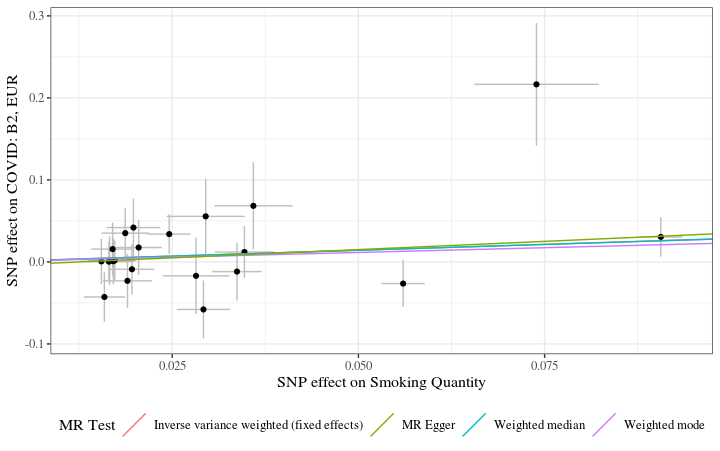 0.3
0.2
0.1
0.0
-0.1
SNP effect on COVID: B2, EUR
0.025
0.050
0.075
SNP effect on Smoking Quantity
MR Test
Inverse variance weighted (fixed effects)
MR Egger
Weighted median
Weighted mode